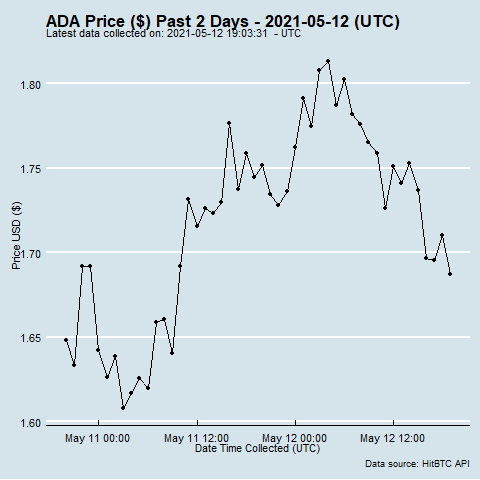 ADA Price ($) Past 2 Days - 2021-05-12 (UTC)
Latest data collected on: 2021-05-12 19:03:31 - UTC
1.80
1.75
1.70
1.65
1.60
Price USD ($)
May 11 00:00 May 11 12:00 May 12 00:00 May 12 12:00
Date Time Collected (UTC)
Data source: HitBTC API